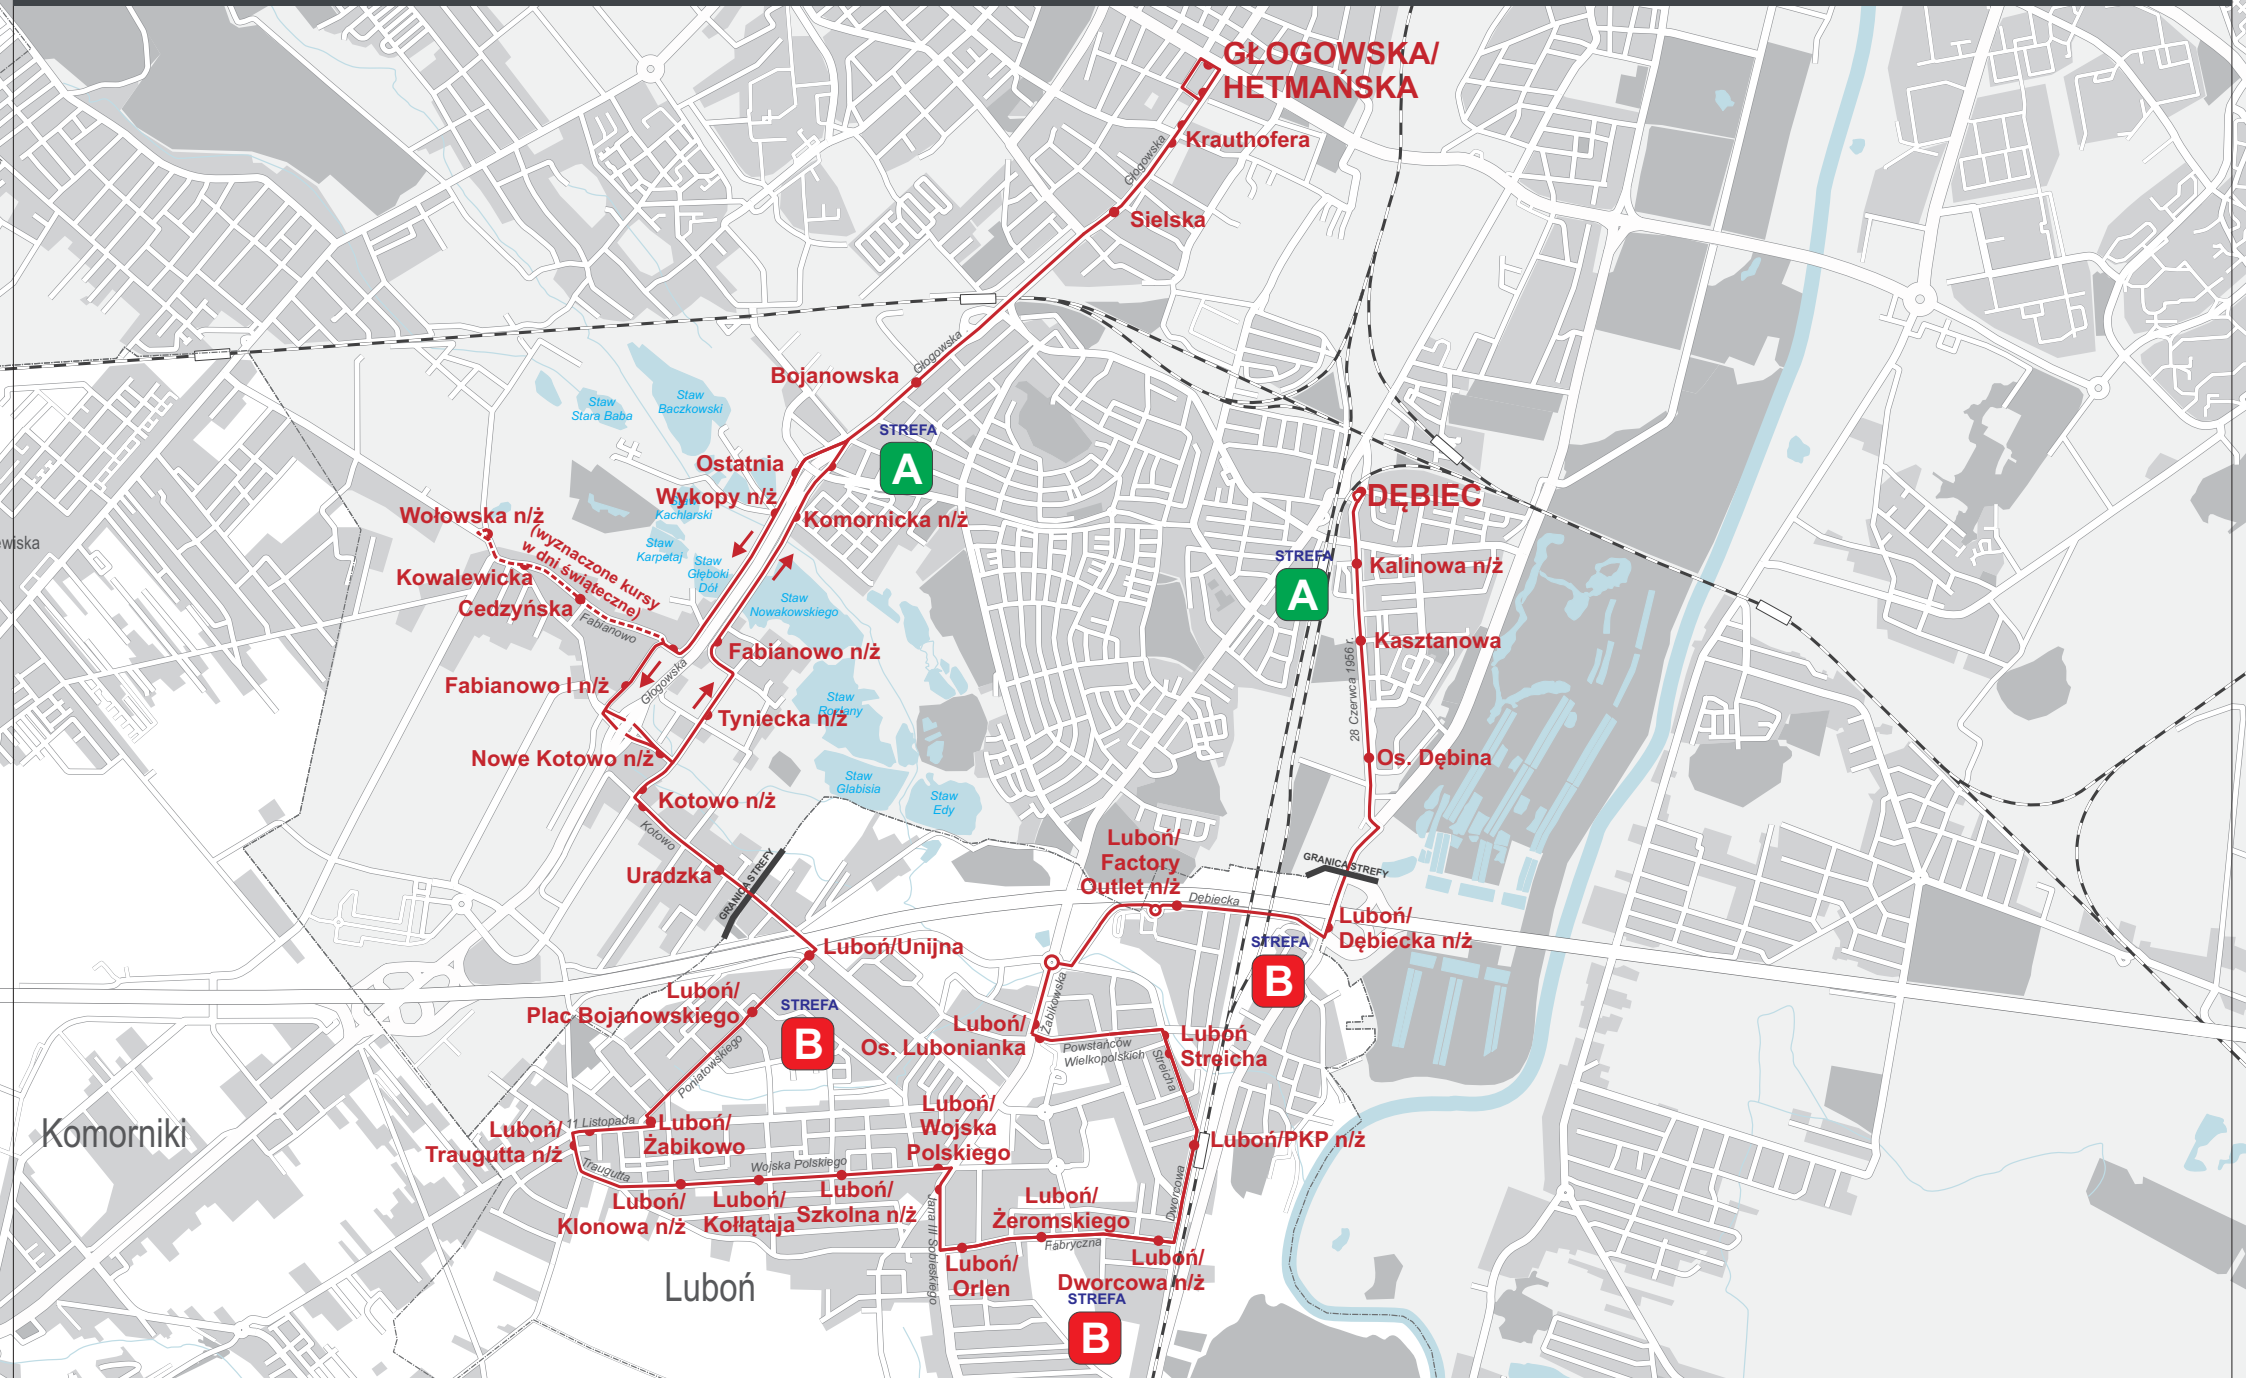 GŁOGOWSKA/
HETMAŃSKA
Krauthofera
Głogowska
Sielska
Głogowska
Bojanowska
Staw
Stara Baba
Staw
Baczkowski
STREFA
A
Ostatnia
Wykopy n/ż
Kachlarski
Komornicka n/ż
Wołowska n/ż
(wyznaczone kursy
w dni świąteczne)
Staw
Karpetaj
Staw
Głęboki
Dół
Kowalewicka
Cedzyńska
Fabianowo
Staw
Nowakowskiego
Fabianowo n/ż
Fabianowo I n/ż
Głogowska
Tyniecka n/ż
Staw
Rozlany
Nowe Kotowo n/ż
Staw
Glabisia
Staw
Edy
Kotowo n/ż
Kotowo
Uradzka
GRANICA STREFY
DĘBIEC
STREFA
A
Kalinowa n/ż
Kasztanowa
28 Czerwca 1956 r.
Os. Dębina
GRANICA STREFY
Luboń/
Factory
Outlet n/ż
Dębiecka
Luboń/
Dębiecka n/ż
STREFA
B
Luboń/Unijna
Luboń/
Plac Bojanowskiego
STREFA
B
Poniatowskiego
Żabikowska
Luboń/
Os. Lubonianka
Powstańców
Wielkopolskich
Luboń
Streicha
Streicha
Luboń/PKP n/ż
Dworcowa
11 Listopada
Luboń/
Żabikowo
Luboń/
Traugutta n/ż
Traugutta
Wojska Polskiego
Luboń/
Wojska
Polskiego
Luboń/
Klonowa n/ż
Luboń/
Kołłątaja
Luboń/
Szkolna n/ż
Jana III Sobieskiego
Luboń/
Żeromskiego
Fabryczna
Luboń/
Orlen
Luboń/
Dworcowa n/ż
STREFA
B
Komorniki
Luboń
ewiska